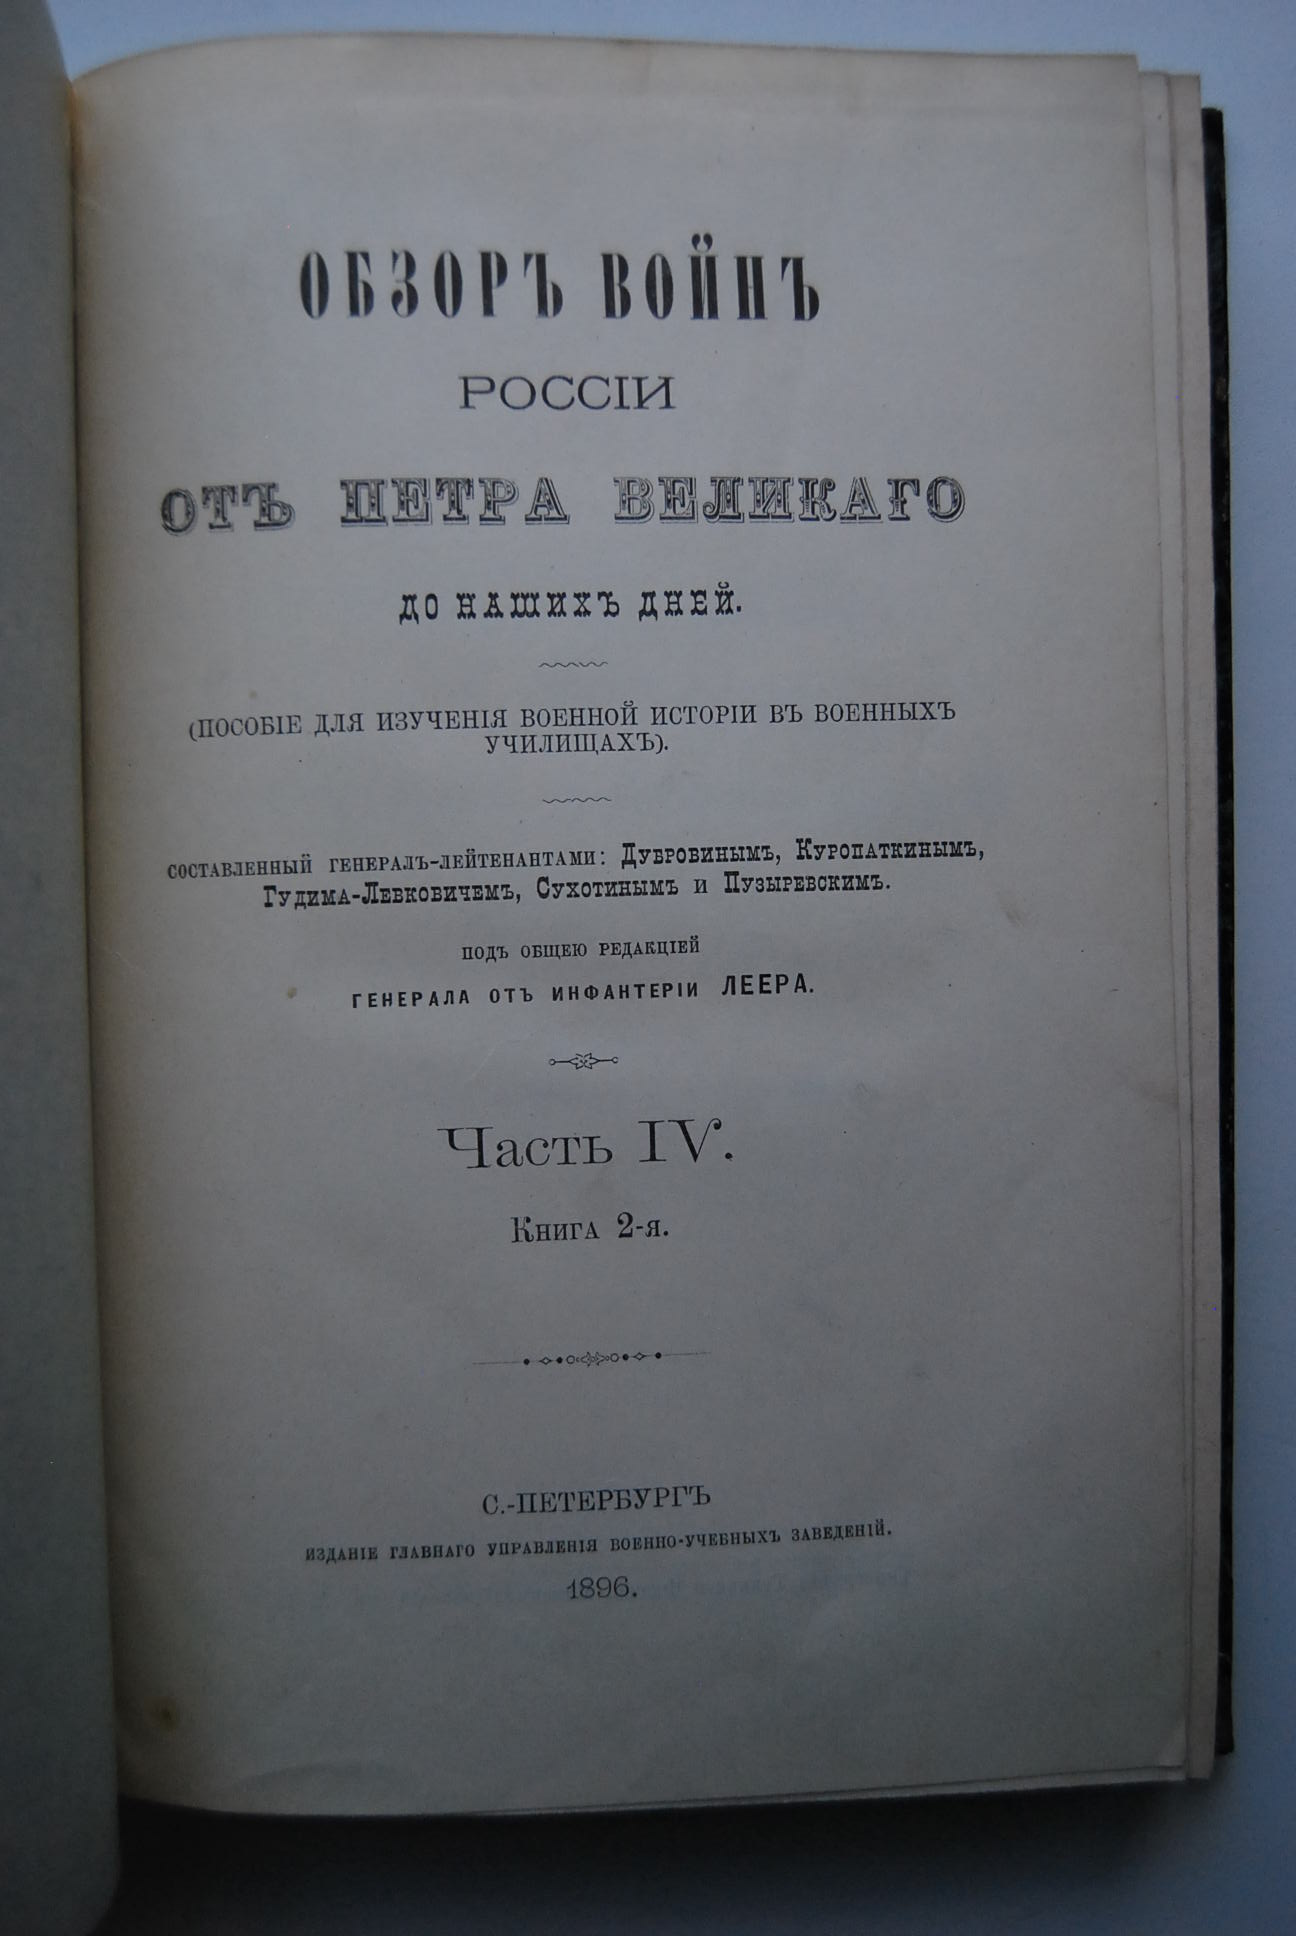 ОБЗОРЪ ВОЙНЪ
РОССІИ
ОТЪ ПЕТРА ВЕЛИКАГО
ДО НАШИХЪ ДНЕЙ.
(ПОСОБІЕ ДЛЯ ИЗУЧЕНІЯ ВОЕННОЙ ИСТОРІИ ВЪ ВОЕННЫХЪ
УЧИЛИЩАХЪ).
СОСТАВЛЕННЫЙ ГЕНЕРАЛЪ-ЛЕЙТЕНАНТАМИ: ДУБРОВИНЫМЪ, КУРОПАТКИНЫМЪ,
ГУДИМА-ЛЕВКОВИЧЕМЪ, СУХОТИНЫМЪ И ПУЗЫРЕВСКИМЪ.
ПОДЪ ОБЩЕЮ РЕДАКЦІЕЙ
ГЕНЕРАЛА ОТЪ ИНФАНТЕРІИ ЛЕЕРА.
Часть IV.
Книга 2-я.
С.-ПЕТЕРБУРГЪ
ИЗДАНІЕ ГЛАВНАГО УПРАВЛЕНІЯ ВОЕННО-УЧЕБНЫХЪ ЗАВЕДЕНІЙ.
1896.